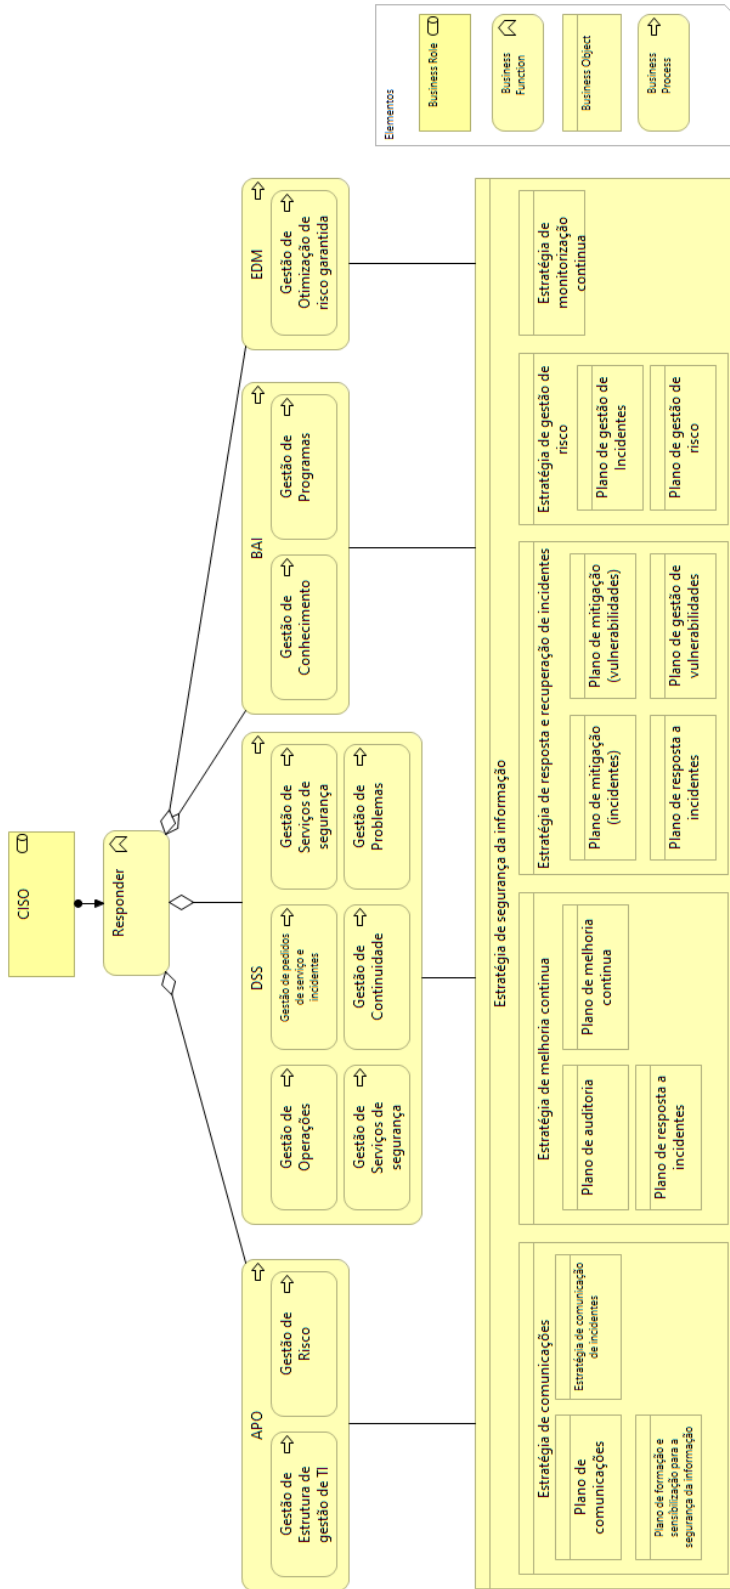 CISO
Responder
APO
Gestão de
Estrutura de
gestão de TI
Gestão de
Risco
DSS
Gestão de
Operações
Gestão de pedidos
de serviço e
incidentes
Gestão de
Serviços de
segurança
Gestão de
Serviços de
segurança
Gestão de
Continuidade
Gestão de
Problemas
BAI
Gestão de
Conhecimento
Gestão de
Programas
EDM
Gestão de
Otimização de
risco garantida
Estratégia de segurança da informação
Estratégia de comunicações
Plano de
comunicações
Estratégia de comunicação
de incidentes
Plano de formação e
sensibilização para a
segurança da informação
Estratégia de melhoria continua
Plano de auditoria
Plano de melhoria
continua
Plano de resposta a
incidentes
Estratégia de resposta e recuperação de incidentes
Plano de mitigação
(incidentes)
Plano de mitigação
(vulnerabilidades)
Plano de resposta a
incidentes
Plano de gestão de
vulnerabilidades
Estratégia de gestão de
risco
Plano de gestão de
Incidentes
Plano de gestão de
risco
Estratégia de
monitorização
continua
Elementos
Business Role
Business
Function
Business Object
Business
Process